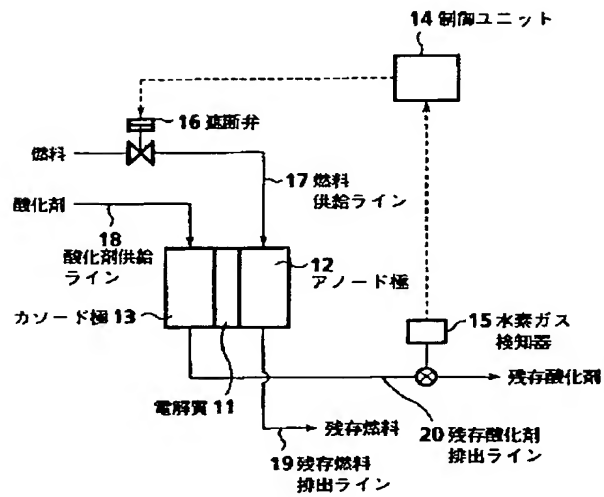 14 制御ユニット
16 遮断弁
燃料
17 燃料
供給ライン
酸化剤
18
酸化剤供給
ライン
12
アノード極
カソード極 13
15 水素ガス
検知器
残存酸化剤
電解質 11
残存燃料
20 残存酸化剤
排出ライン
19 残存燃料
排出ライン